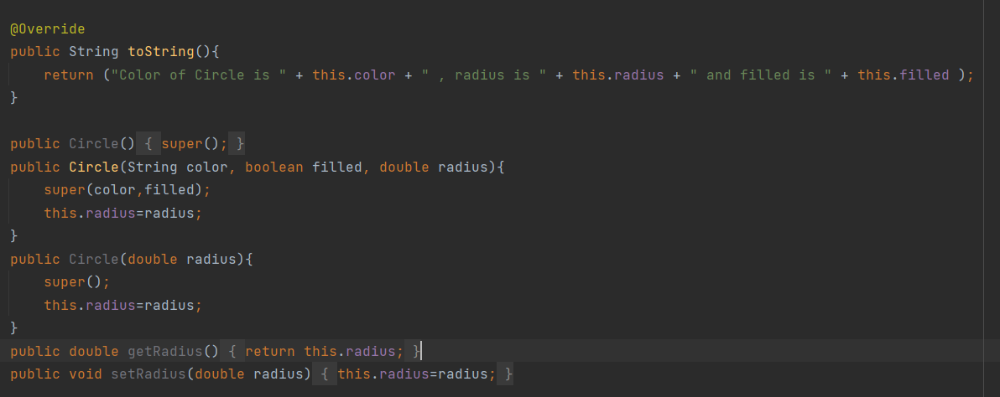 @Override
public String toString(){
    return ("Color of Circle is " + this.color + " , radius is " + this.radius + " and filled is " + this.filled );
}
public Circle() { super(); }
public Circle(String color, boolean filled, double radius){
    super(color,filled);
    this.radius=radius;
}
public Circle(double radius){
    super();
    this.radius=radius;
}
public double getRadius() { return this.radius; }
public void setRadius(double radius) { this.radius=radius; }